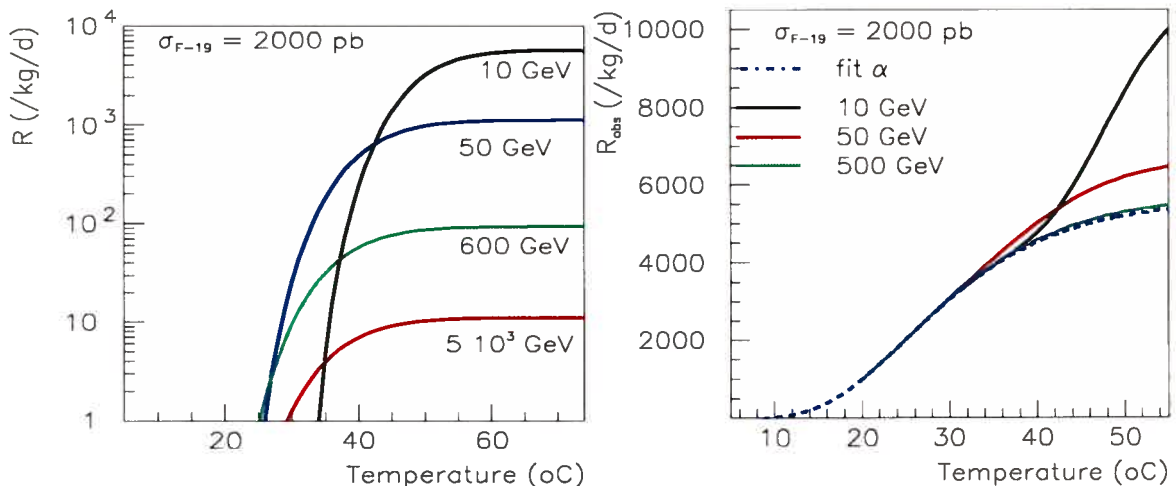 R (/kg/d)
10⁴
10³
10²
10
1
σF−19 = 2000 pb
10 GeV
50 GeV
600 GeV
5 10³ GeV
20
40
60
Temperature (oC)
Robs (/kg/d)
10000
8000
6000
4000
2000
σF−19 = 2000 pb
fit α
10 GeV
50 GeV
500 GeV
10
20
30
40
50
Temperature (oC)